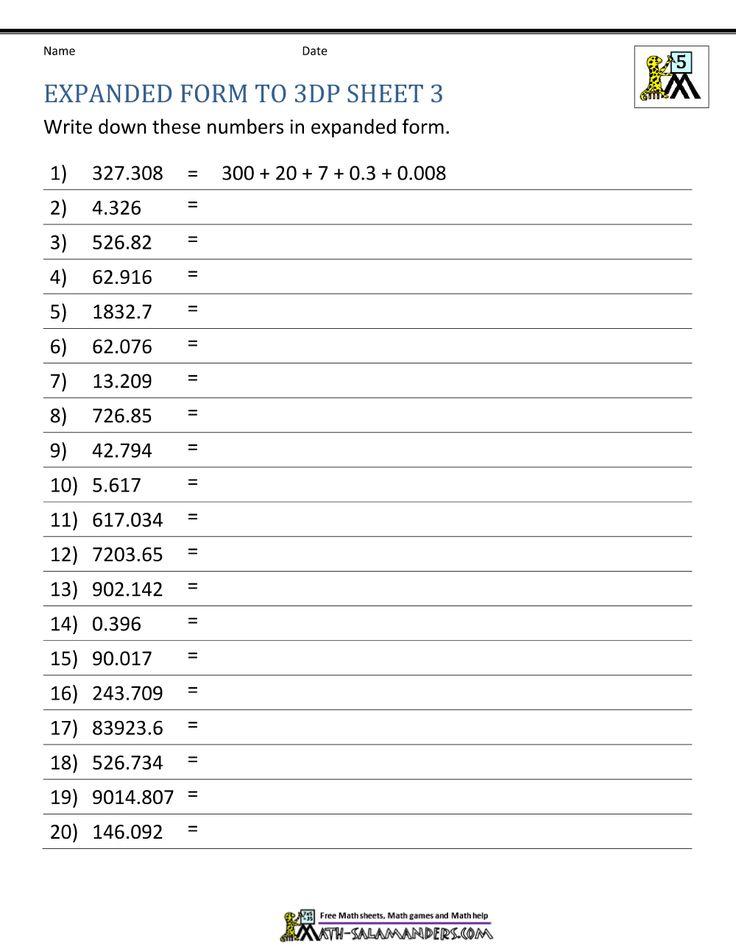 Name Date
5
EXPANDED FORM TO 3DP SHEET 3
Write down these numbers in expanded form.
1) 327.308 = 300 + 20 + 7 + 0.3 + 0.008
2) 4.326 =
3) 526.82 =
4) 62.916 =
5) 1832.7 =
6) 62.076 =
7) 13.209 =
8) 726.85 =
9) 42.794 =
10) 5.617 =
11) 617.034 =
12) 7203.65 =
13) 902.142 =
14) 0.396 =
15) 90.017 =
16) 243.709 =
17) 83923.6 =
18) 526.734 =
19) 9014.807 =
20) 146.092 =
Free Math sheets, Math games and Math help
MATH-SALAMANDERS.COM